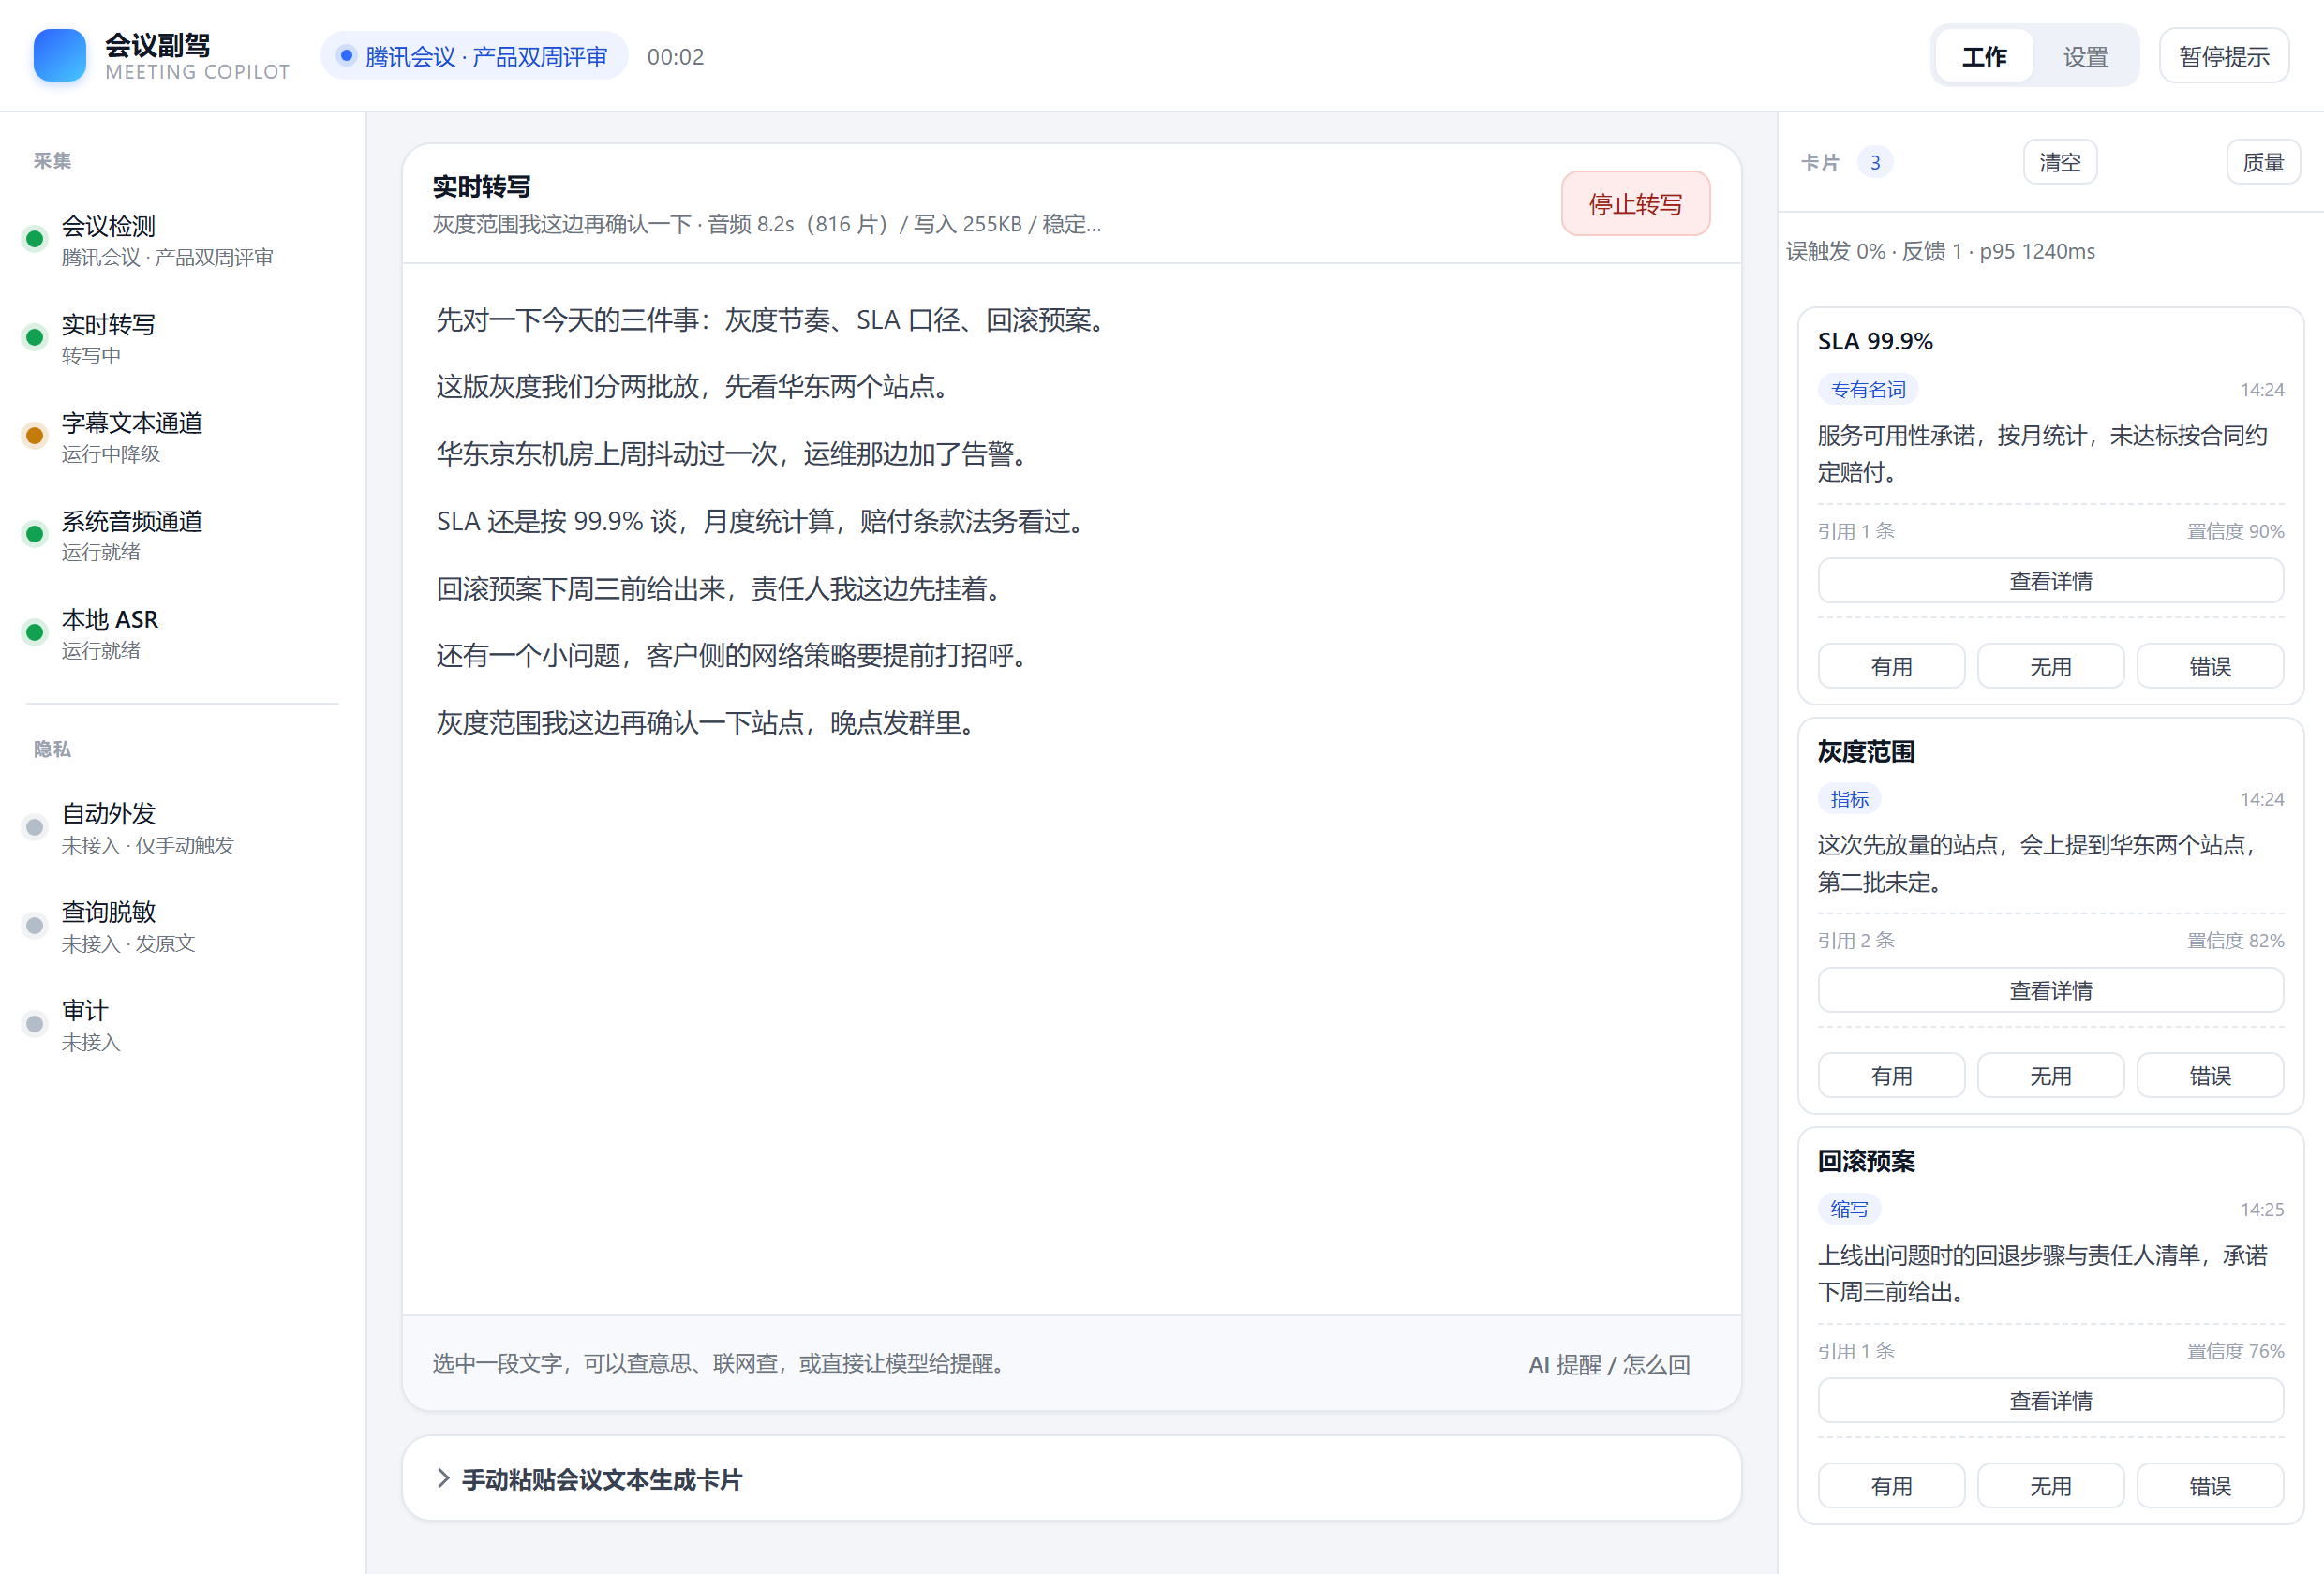 会议副驾
MEETING COPILOT
腾讯会议 · 产品双周评审
00:02
工作
设置
暂停提示
采集
会议检测
腾讯会议 · 产品双周评审
实时转写
转写中
字幕文本通道
运行中降级
系统音频通道
运行就绪
本地 ASR
运行就绪
隐私
自动外发
未接入 · 仅手动触发
查询脱敏
未接入 · 发原文
审计
未接入
实时转写
灰度范围我这边再确认一下 · 音频 8.2s（816 片）/ 写入 255KB / 稳定...
停止转写
先对一下今天的三件事：灰度节奏、SLA 口径、回滚预案。
这版灰度我们分两批放，先看华东两个站点。
华东京东机房上周抖动过一次，运维那边加了告警。
SLA 还是按 99.9% 谈，月度统计算，赔付条款法务看过。
回滚预案下周三前给出来，责任人我这边先挂着。
还有一个小问题，客户侧的网络策略要提前打招呼。
灰度范围我这边再确认一下站点，晚点发群里。
选中一段文字，可以查意思、联网查，或直接让模型给提醒。
AI 提醒 / 怎么回
手动粘贴会议文本生成卡片
卡片
3
清空
质量
误触发 0% · 反馈 1 · p95 1240ms
SLA 99.9%
专有名词
14:24
服务可用性承诺，按月统计，未达标按合同约
定赔付。
引用 1 条
置信度 90%
查看详情
有用
无用
错误
灰度范围
指标
14:24
这次先放量的站点，会上提到华东两个站点，
第二批未定。
引用 2 条
置信度 82%
查看详情
有用
无用
错误
回滚预案
缩写
14:25
上线出问题时的回退步骤与责任人清单，承诺
下周三前给出。
引用 1 条
置信度 76%
查看详情
有用
无用
错误